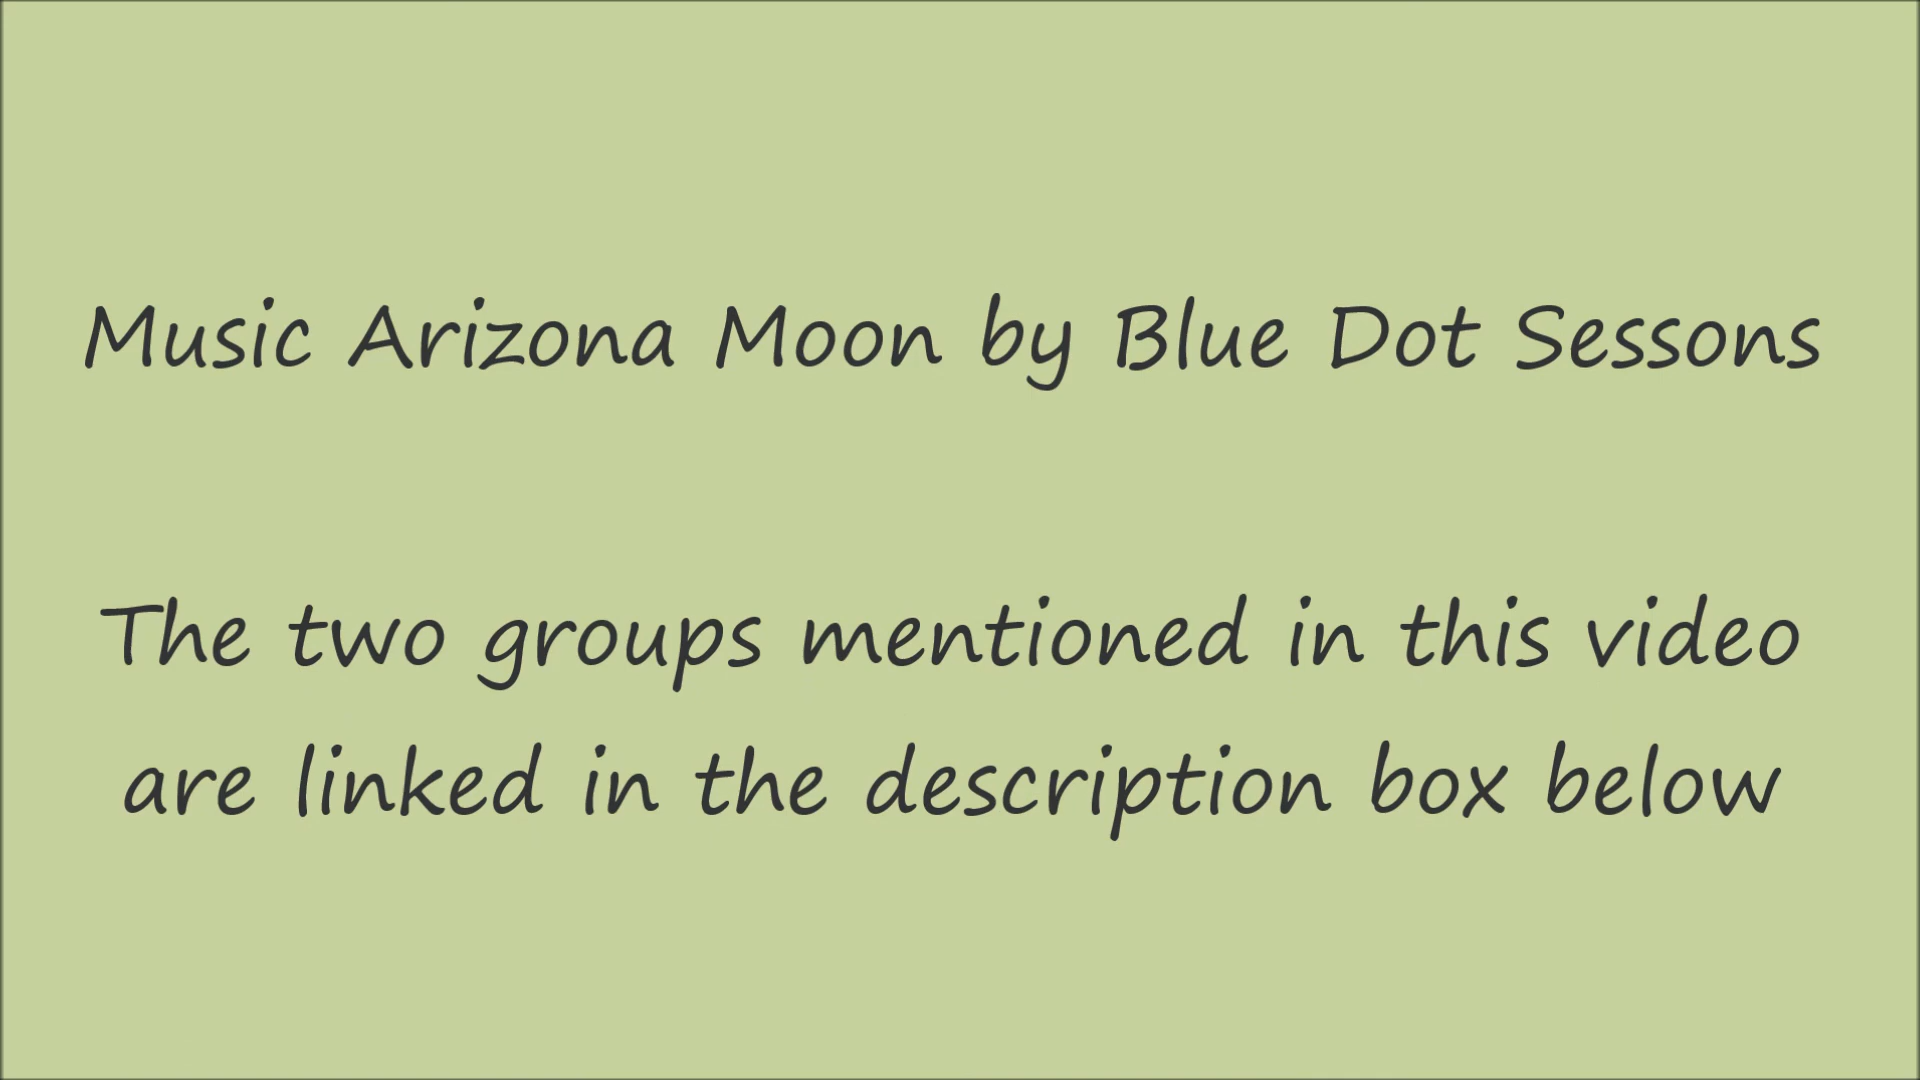 Music Arizona Moon by Blue Dot Sessons
The two groups mentioned in this video
are linked in the description box below